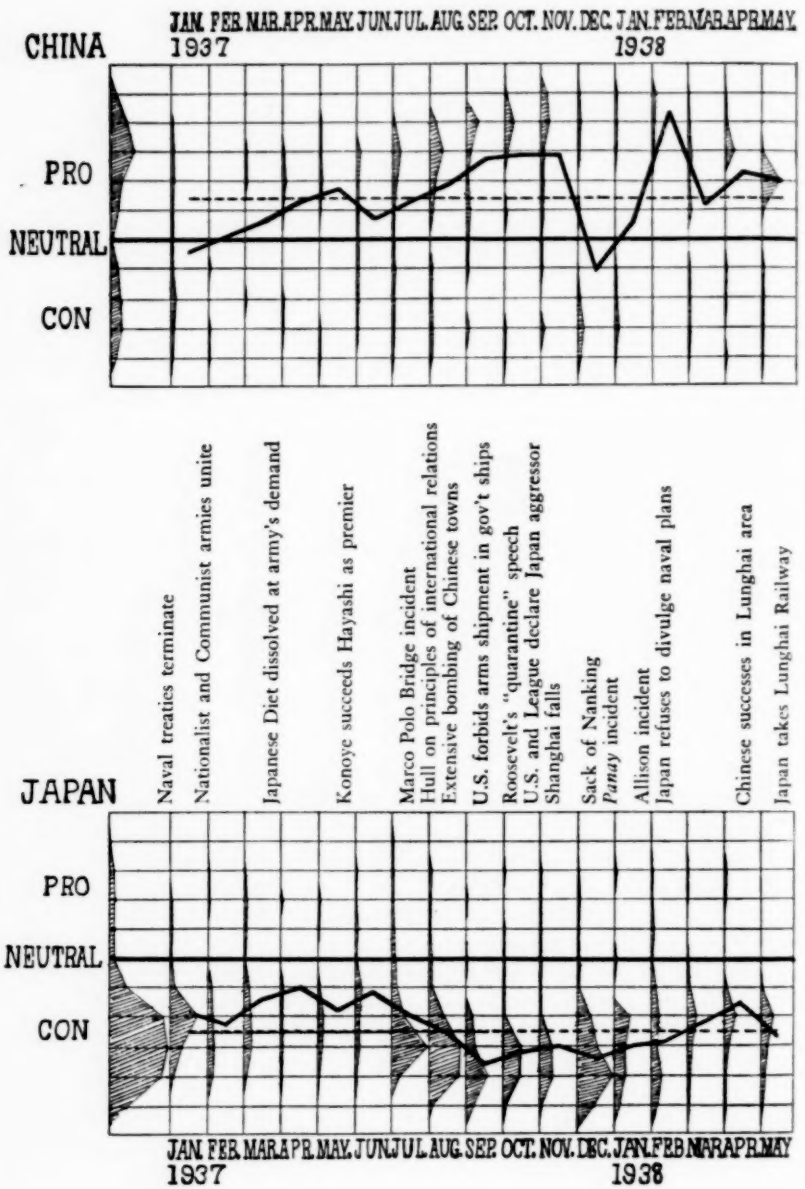 JAN. FEB. MAR. APR. MAY. JUN. JUL. AUG. SEP. OCT. NOV. DEC. JAN. FEB MAR. APR. MAY.
1937 1938
CHINA
PRO
NEUTRAL
CON
Naval treaties terminate
Nationalist and Communist armies unite
Japanese Diet dissolved at army's demand
Konoye succeeds Hayashi as premier
Marco Polo Bridge incident
Hull on principles of international relations
Extensive bombing of Chinese towns
U.S. forbids arms shipment in gov't ships
Roosevelt's "quarantine" speech
U.S. and League declare Japan aggressor
Shanghai falls
Sack of Nanking
Panay incident
Allison incident
Japan refuses to divulge naval plans
Chinese successes in Lunghai area
Japan takes Lunghai Railway
JAPAN
PRO
NEUTRAL
CON
JAN. FEB. MAR. APR. MAY. JUN. JUL. AUG. SEP. OCT. NOV. DEC. JAN. FEB MAR. APR. MAY
1937 1938